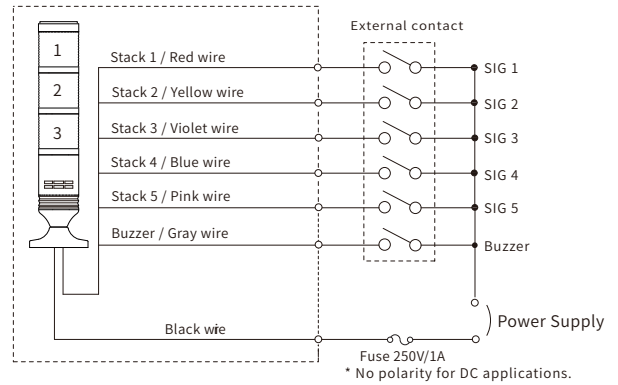 External contact
1
2
3
Stack 1 / Red wire
SIG 1
Stack 2 / Yellow wire
SIG 2
Stack 3 / Violet wire
SIG 3
Stack 4 / Blue wire
SIG 4
Stack 5 / Pink wire
SIG 5
Buzzer / Gray wire
Buzzer
Power Supply
Black wire
Fuse 250V/1A
* No polarity for DC applications.